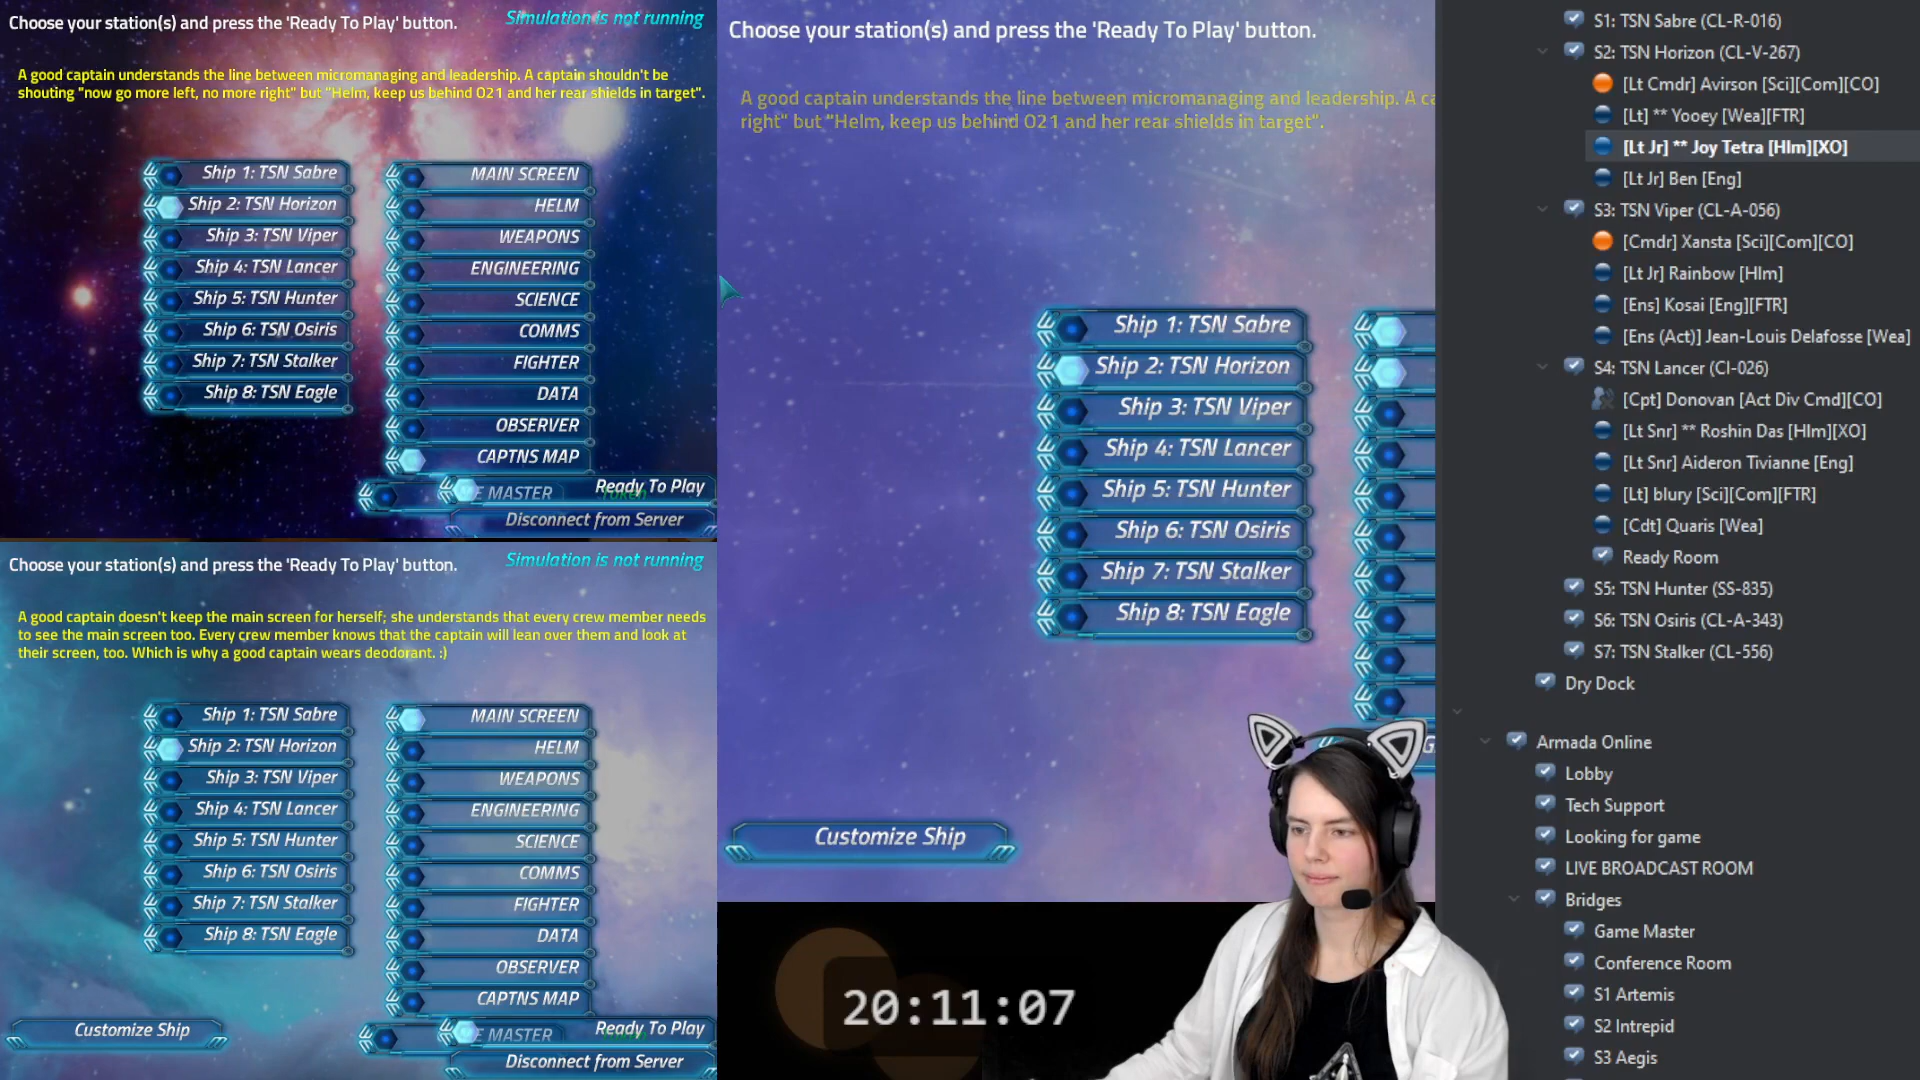 Choose your station(s) and press the 'Ready To Play' button.
Simulation is not running
A good captain understands the line between micromanaging and leadership. A captain shouldn't be
shouting "now go more left, no more right" but "Helm, keep us behind O21 and her rear shields in target".
Ship 1: TSN Sabre
Ship 2: TSN Horizon
Ship 3: TSN Viper
Ship 4: TSN Lancer
Ship 5: TSN Hunter
Ship 6: TSN Osiris
Ship 7: TSN Stalker
Ship 8: TSN Eagle
MAIN SCREEN
HELM
WEAPONS
ENGINEERING
SCIENCE
COMMS
FIGHTER
DATA
OBSERVER
CAPTNS MAP
E MASTER
Ready To Play
Disconnect from Server
Choose your station(s) and press the 'Ready To Play' button.
Simulation is not running
A good captain doesn't keep the main screen for herself; she understands that every crew member needs
to see the main screen too. Every crew member knows that the captain will lean over them and look at
their screen, too. Which is why a good captain wears deodorant. :)
Ship 1: TSN Sabre
Ship 2: TSN Horizon
Ship 3: TSN Viper
Ship 4: TSN Lancer
Ship 5: TSN Hunter
Ship 6: TSN Osiris
Ship 7: TSN Stalker
Ship 8: TSN Eagle
MAIN SCREEN
HELM
WEAPONS
ENGINEERING
SCIENCE
COMMS
FIGHTER
DATA
OBSERVER
CAPTNS MAP
E MASTER
Ready To Play
Customize Ship
Disconnect from Server
Choose your station(s) and press the 'Ready To Play' button.
A good captain understands the line between micromanaging and leadership. A ca
right" but "Helm, keep us behind O21 and her rear shields in target".
Ship 1: TSN Sabre
Ship 2: TSN Horizon
Ship 3: TSN Viper
Ship 4: TSN Lancer
Ship 5: TSN Hunter
Ship 6: TSN Osiris
Ship 7: TSN Stalker
Ship 8: TSN Eagle
Customize Ship
20:11:07
S1: TSN Sabre (CL-R-016)
S2: TSN Horizon (CL-V-267)
[Lt Cmdr] Avirson [Sci][Com][CO]
[Lt] ** Yooey [Wea][FTR]
[Lt Jr] ** Joy Tetra [Hlm][XO]
[Lt Jr] Ben [Eng]
S3: TSN Viper (CL-A-056)
[Cmdr] Xansta [Sci][Com][CO]
[Lt Jr] Rainbow [Hlm]
[Ens] Kosai [Eng][FTR]
[Ens (Act)] Jean-Louis Delafosse [Wea]
S4: TSN Lancer (CI-026)
[Cpt] Donovan [Act Div Cmd][CO]
[Lt Snr] ** Roshin Das [Hlm][XO]
[Lt Snr] Aideron Tivianne [Eng]
[Lt] blury [Sci][Com][FTR]
[Cdt] Quaris [Wea]
Ready Room
S5: TSN Hunter (SS-835)
S6: TSN Osiris (CL-A-343)
S7: TSN Stalker (CL-556)
Dry Dock
Armada Online
Lobby
Tech Support
Looking for game
LIVE BROADCAST ROOM
Bridges
Game Master
Conference Room
S1 Artemis
S2 Intrepid
S3 Aegis